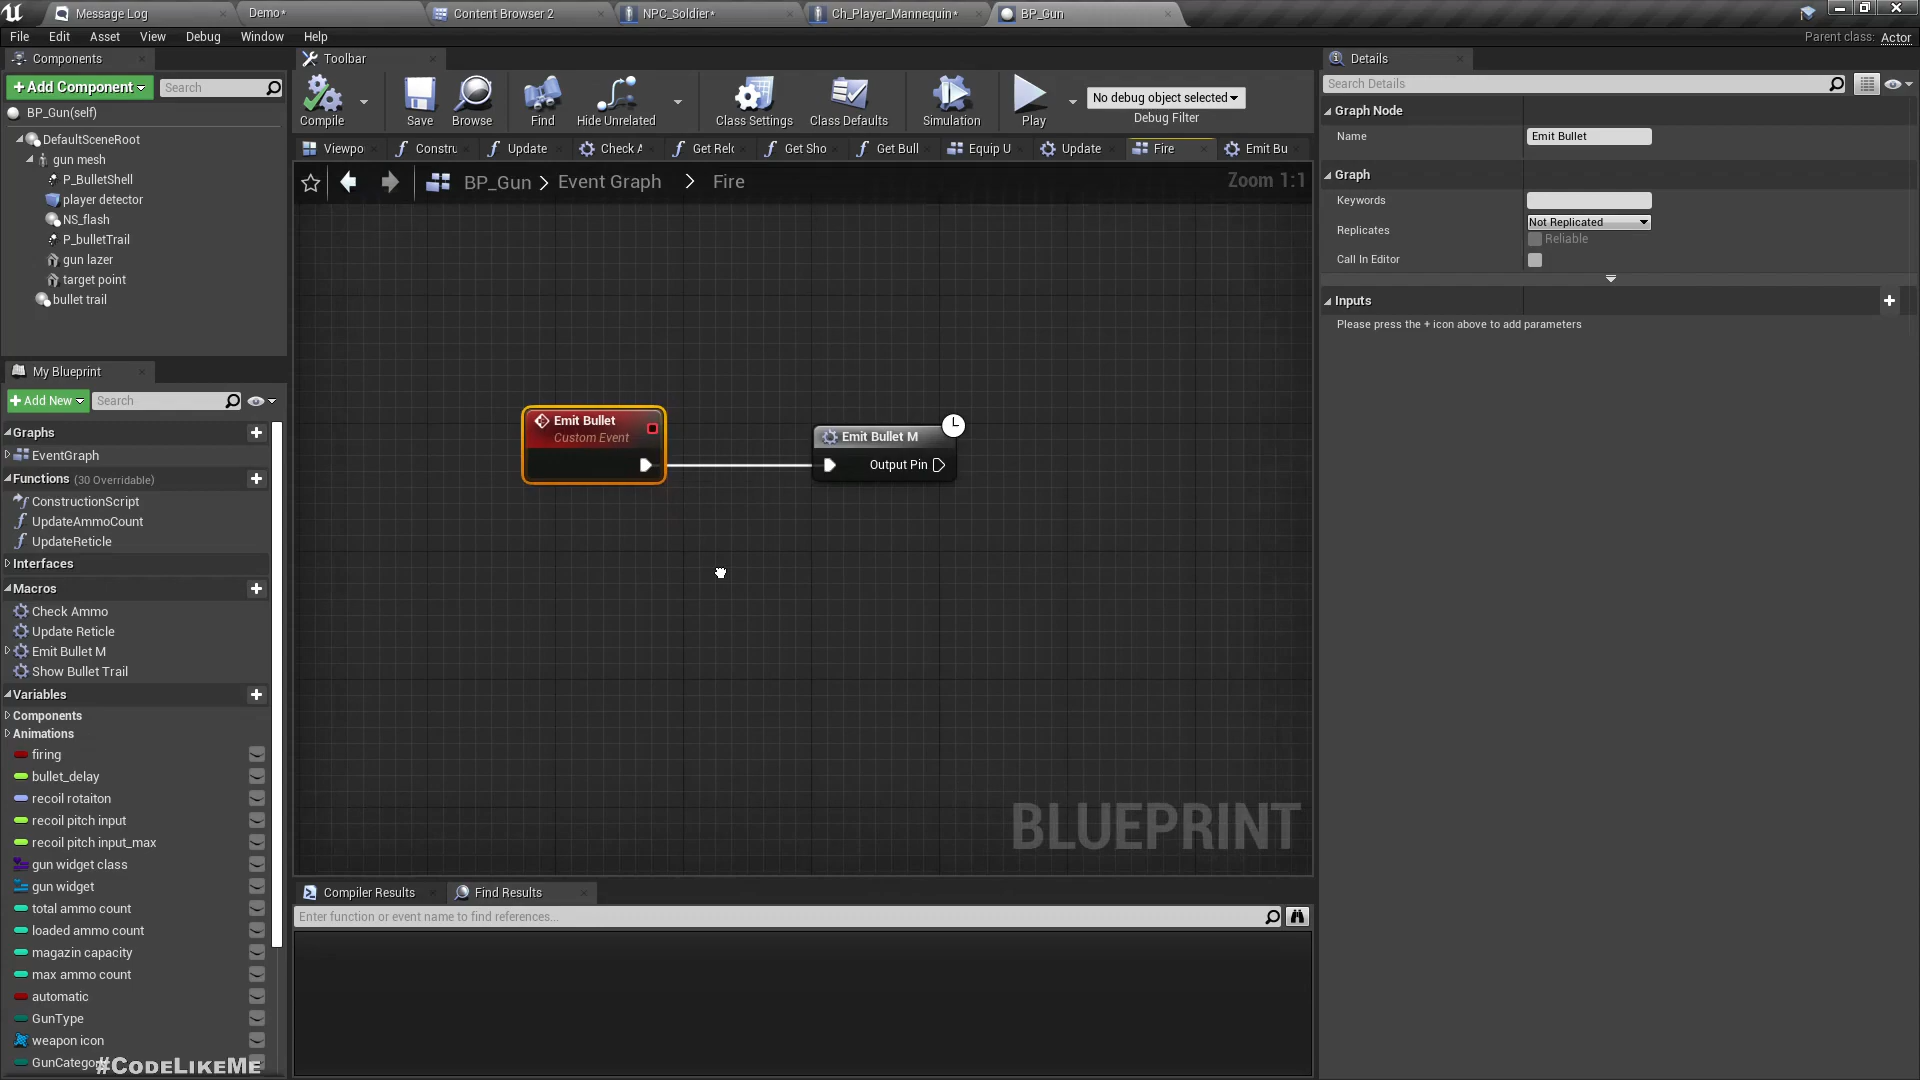 Message Log
Demo*
Content Browser 2
NPC_Soldier*
Ch_Player_Mannequin*
BP_Gun
File Edit Asset View Debug Window Help
Parent class: Actor
Components
+Add Component
Search
BP_Gun(self)
DefaultSceneRoot
gun mesh
P_BulletShell
player detector
NS_flash
P_bulletTrail
gun lazer
target point
bullet trail
My Blueprint
+Add New
Search
Graphs
EventGraph
Functions (30 Overridable)
ConstructionScript
UpdateAmmoCount
UpdateReticle
Interfaces
Macros
Check Ammo
Update Reticle
Emit Bullet M
Show Bullet Trail
Variables
Components
Animations
firing
bullet_delay
recoil rotaiton
recoil pitch input
recoil pitch input_max
gun widget class
gun widget
total ammo count
loaded ammo count
magazin capacity
max ammo count
automatic
GunType
weapon icon
GunCatego
#CodeLikeMe
Toolbar
Compile
Save
Browse
Find
Hide Unrelated
Class Settings
Class Defaults
Simulation
Play
No debug object selected
Debug Filter
Viewpo
Constru
Update
Check A
Get Relo
Get Sho
Get Bull
Equip U
Update
Fire
Emit Bu
BP_Gun > Event Graph > Fire
Zoom 1:1
Emit Bullet
Custom Event
Emit Bullet M
Output Pin
BLUEPRINT
Compiler Results
Find Results
Enter function or event name to find references...
Details
Search Details
Graph Node
Name
Emit Bullet
Graph
Keywords
Replicates
Not Replicated
Reliable
Call In Editor
Inputs
Please press the + icon above to add parameters